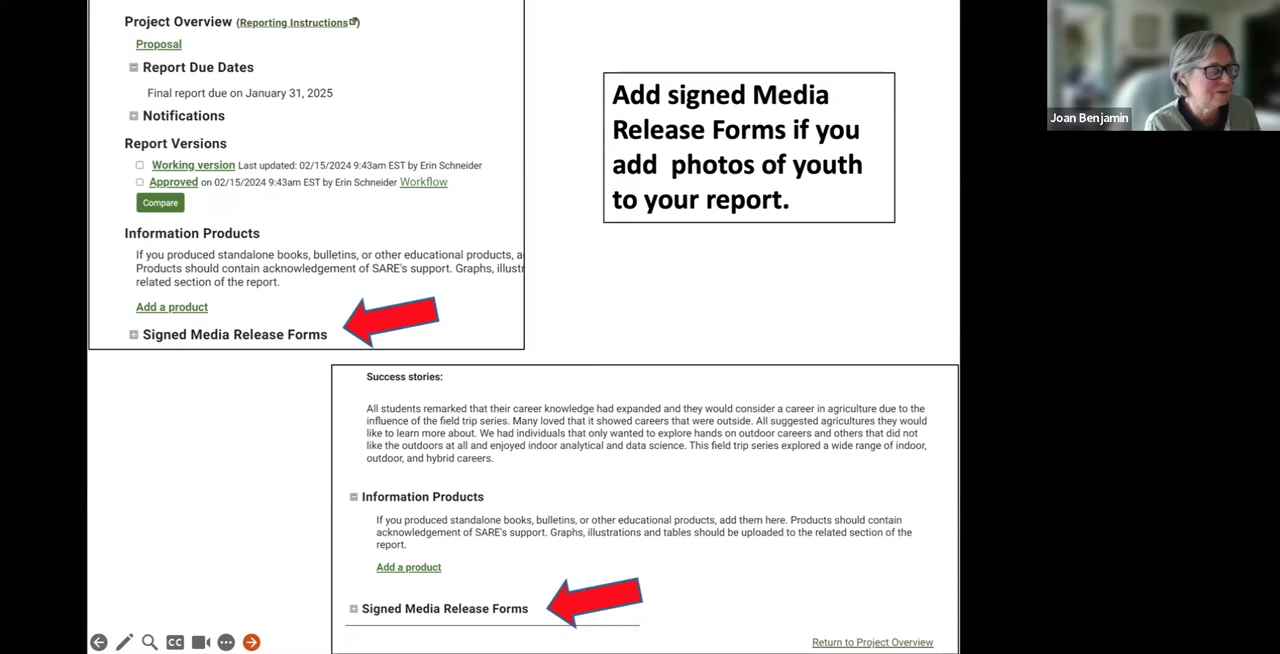 Project Overview (Reporting Instructions)
Proposal
Report Due Dates
Final report due on January 31, 2025
Notifications
Report Versions
Working version Last updated: 02/15/2024 9:43am EST by Erin Schneider
Approved on 02/15/2024 9:43am EST by Erin Schneider Workflow
Compare
Information Products
If you produced standalone books, bulletins, or other educational products, a
Products should contain acknowledgement of SARE's support. Graphs, illustr
related section of the report.
Add a product
Signed Media Release Forms
Add signed Media
Release Forms if you
add photos of youth
to your report.
Joan Benjamin
Success stories:
All students remarked that their career knowledge had expanded and they would consider a career in agriculture due to the
influence of the field trip series. Many loved that it showed careers that were outside. All suggested agricultures they would
like to learn more about. We had individuals that only wanted to explore hands on outdoor careers and others that did not
like the outdoors at all and enjoyed indoor analytical and data science. This field trip series explored a wide range of indoor,
outdoor, and hybrid careers.
Information Products
If you produced standalone books, bulletins, or other educational products, add them here. Products should contain
acknowledgement of SARE's support. Graphs, illustrations and tables should be uploaded to the related section of the
report.
Add a product
Signed Media Release Forms
Return to Project Overview
CC